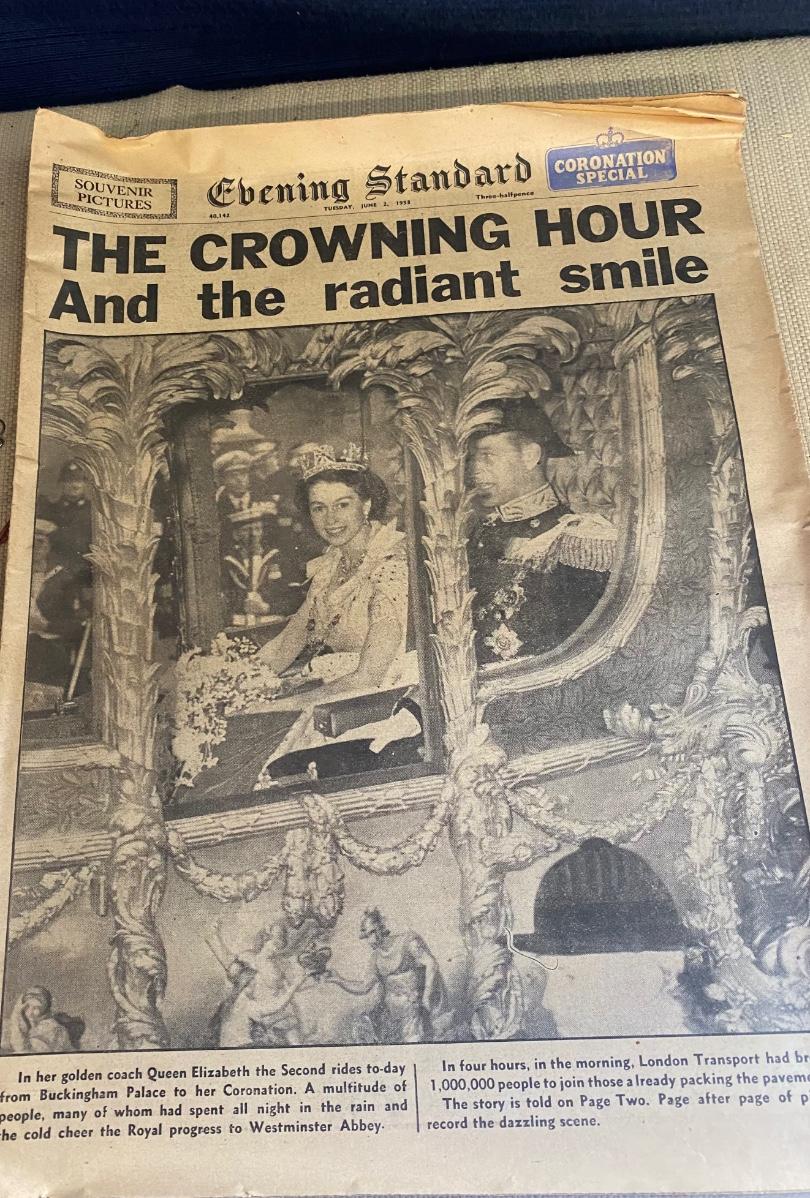 SOUVENIR
PICTURES
Evening Standard
CORONATION
SPECIAL
40,142
TUESDAY, JUNE 2, 1953
Three-halfpence
THE CROWNING HOUR
And the radiant smile
In her golden coach Queen Elizabeth the Second rides to-day
from Buckingham Palace to her Coronation. A multitude of
people, many of whom had spent all night in the rain and
the cold cheer the Royal progress to Westminster Abbey.
In four hours, in the morning, London Transport had
1,000,000 people to join those already packing the
The story is told on Page Two. Page after page of
record the dazzling scene.